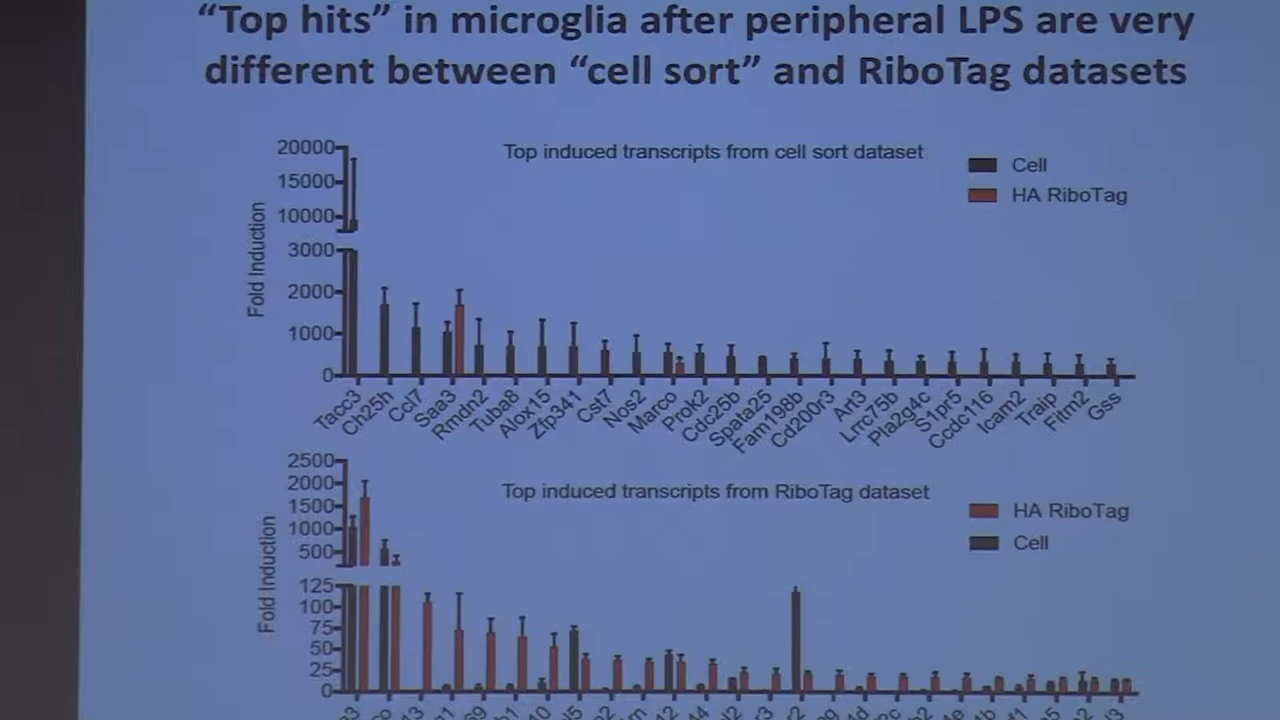 “Top hits” in microglia after peripheral LPS are very
different between “cell sort” and RiboTag datasets
Top induced transcripts from cell sort dataset
Cell
HA RiboTag
Fold Induction
20000
15000
10000
3000
2000
1000
0
Tacc3
Ch25h
Ccl7
Saa3
Rmdn2
Tuba8
Alox15
Zfp341
Cst7
Nos2
Marco
Prok2
Cdc25b
Spata25
Fam198b
Cd200r3
Art3
Lrrc75b
Pla2g4c
S1pr5
Ccdc116
Icam2
Traip
Fitm2
Gss
Top induced transcripts from RiboTag dataset
HA RiboTag
Cell
Fold Induction
2500
2000
1500
1000
500
125
100
75
50
25
0